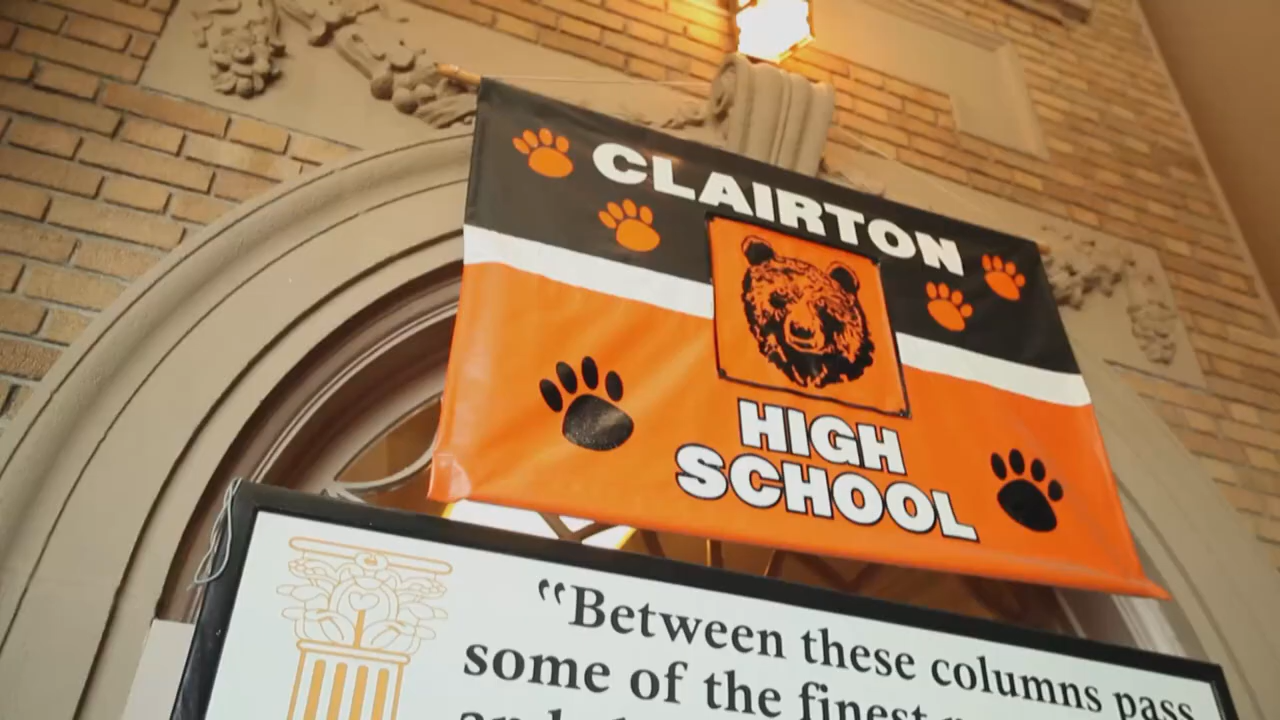 CLAIRTON
HIGH
SCHOOL
“Between these columns pass
some of the finest